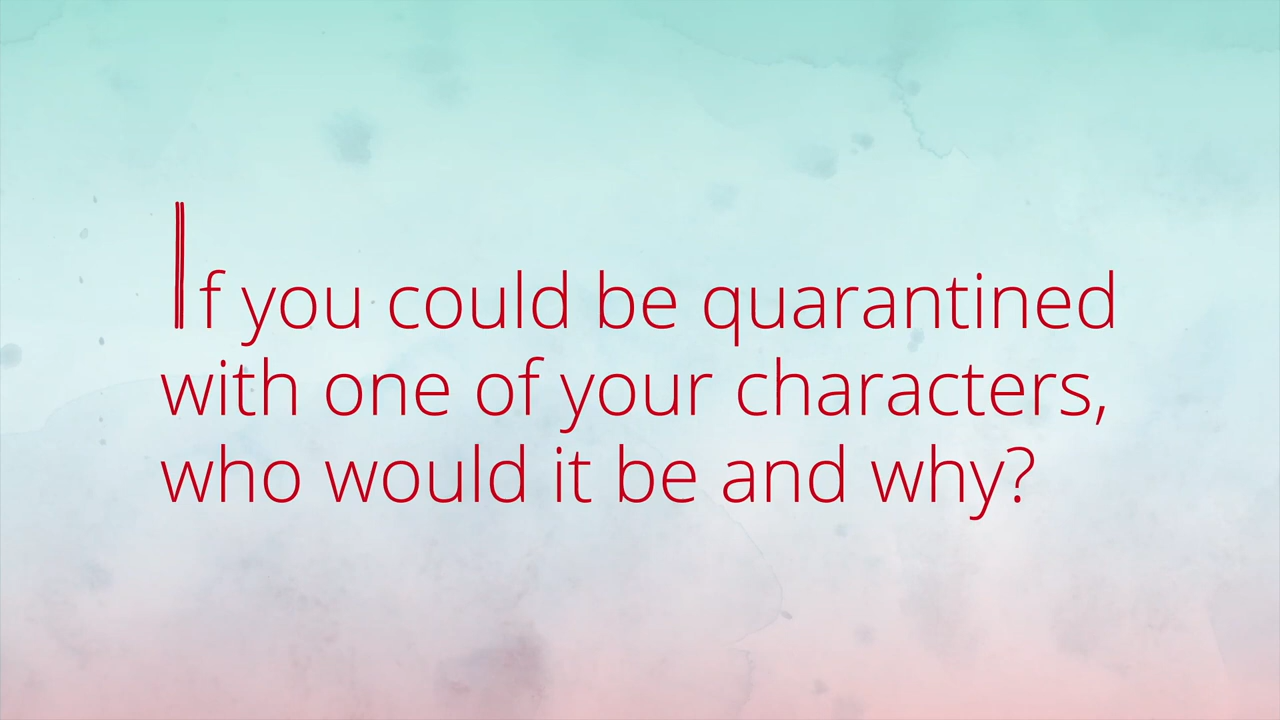 If you could be quarantined
with one of your characters,
who would it be and why?